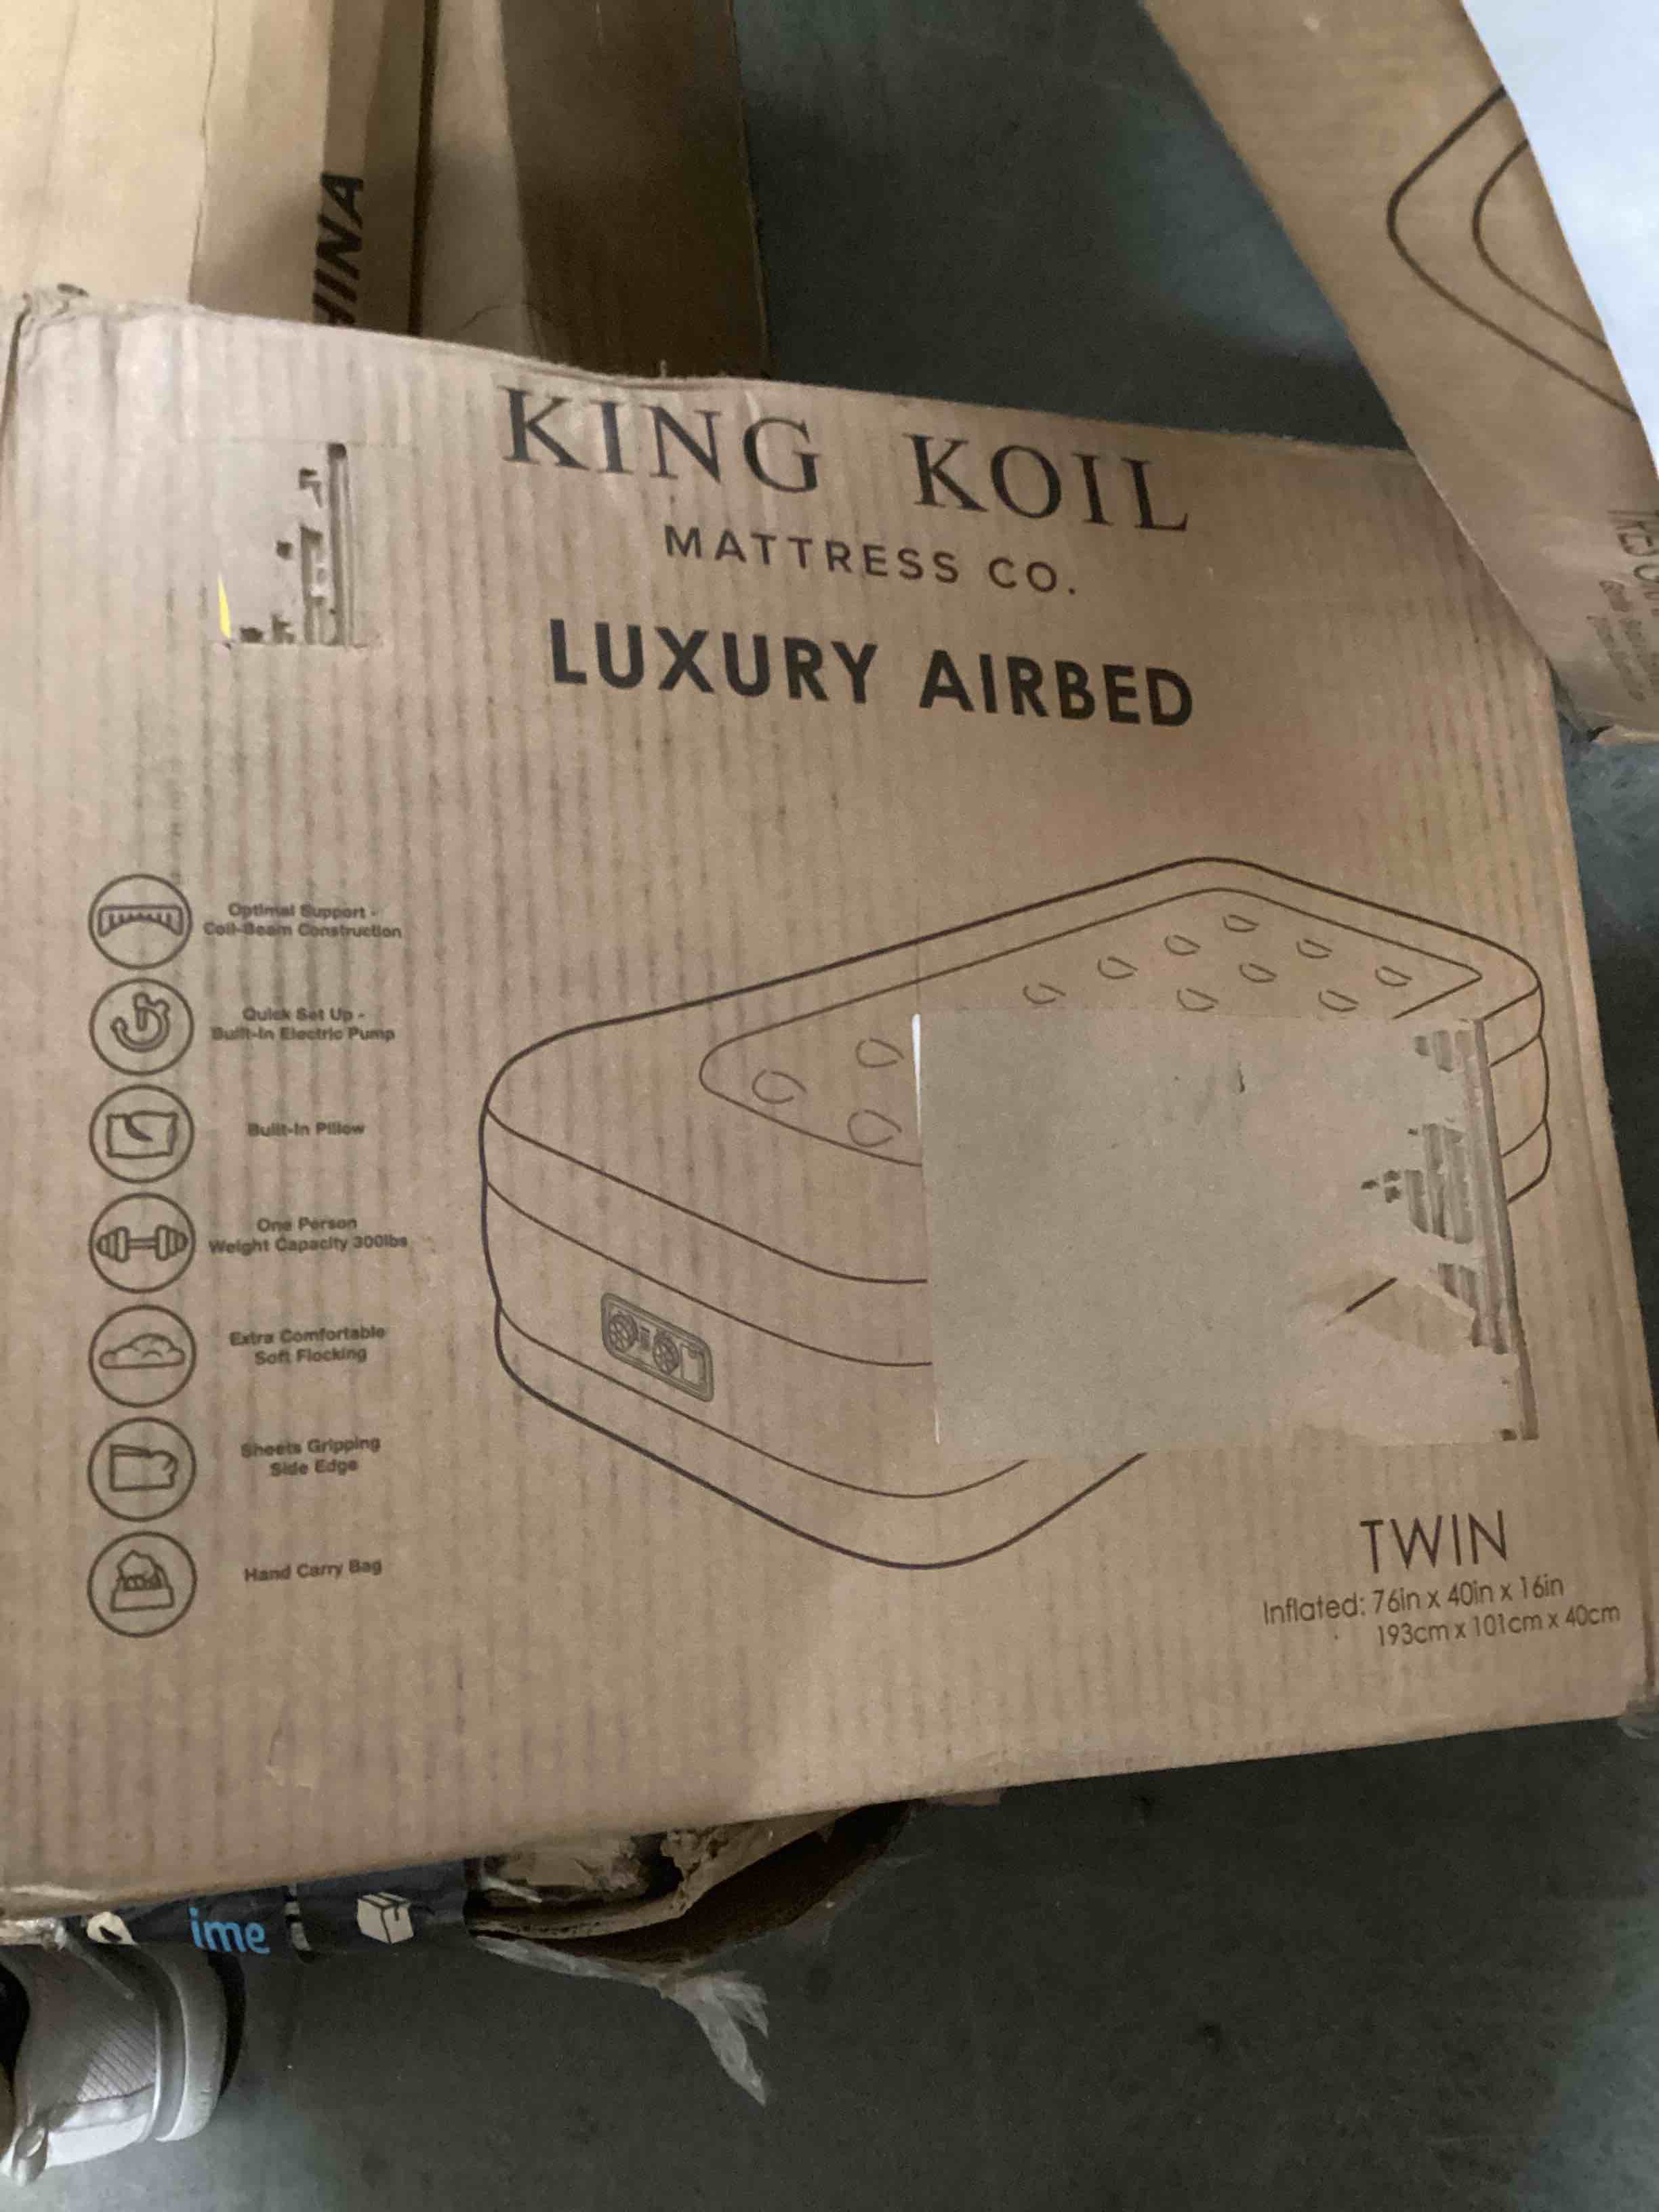 HINA
KING KOIL
MATTRESS CO.
LUXURY AIRBED
Optimal Support -
Coil-Beam Construction
Quick Set Up -
Built-In Electric Pump
Built-In Pillow
One Person
Weight Capacity 300lbs
Extra Comfortable
Soft Flocking
Sheets Gripping
Side Edge
Hand Carry Bag
TWIN
Inflated: 76in x 40in x 16in
193cm x 101cm x 40cm
ime